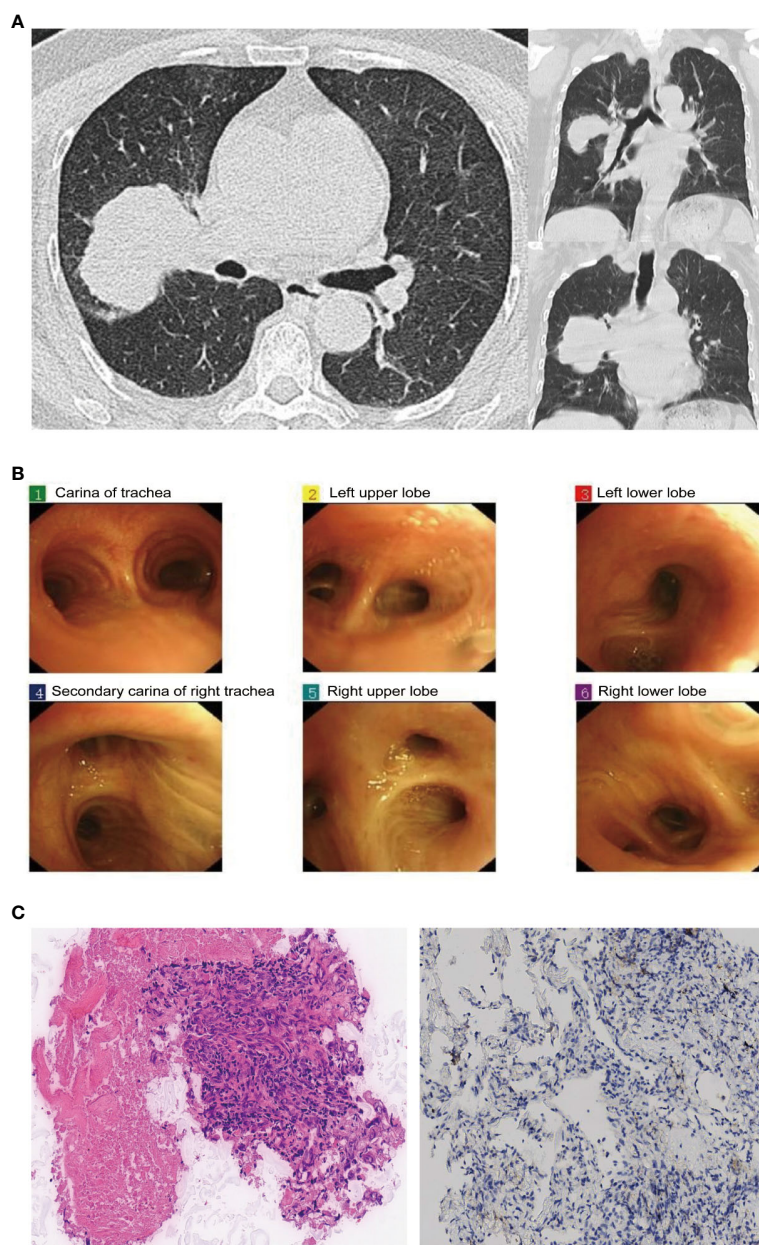 A
B
1 Carina of trachea
2 Left upper lobe
3 Left lower lobe
4 Secondary carina of right trachea
5 Right upper lobe
6 Right lower lobe
C